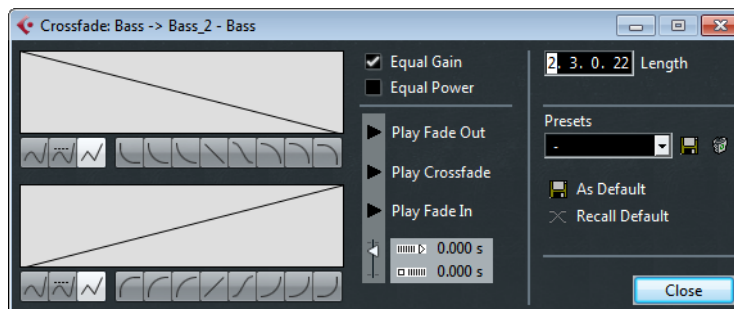 Crossfade: Bass -> Bass_2 - Bass
Equal Gain
Equal Power
Play Fade Out
Play Crossfade
Play Fade In
0.000 s
0.000 s
2. 3. 0. 22 Length
Presets
-
As Default
Recall Default
Close